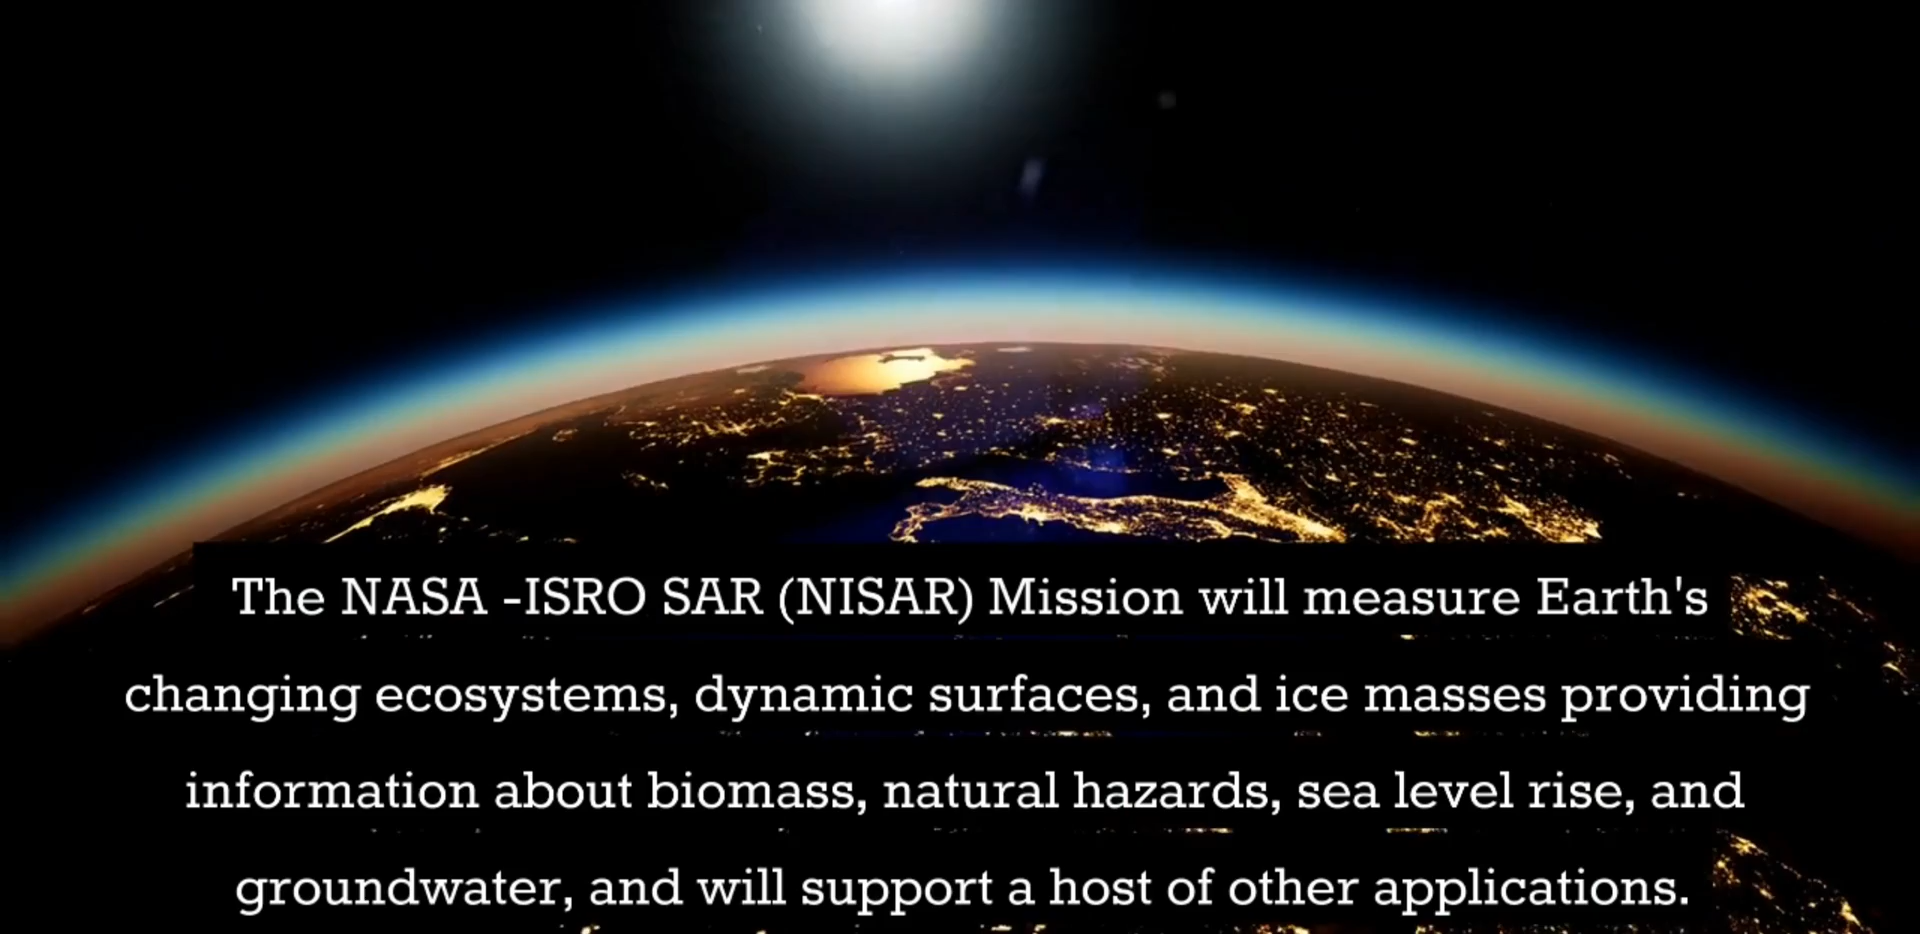 The NASA -ISRO SAR (NISAR) Mission will measure Earth's
changing ecosystems, dynamic surfaces, and ice masses providing
information about biomass, natural hazards, sea level rise, and
groundwater, and will support a host of other applications.